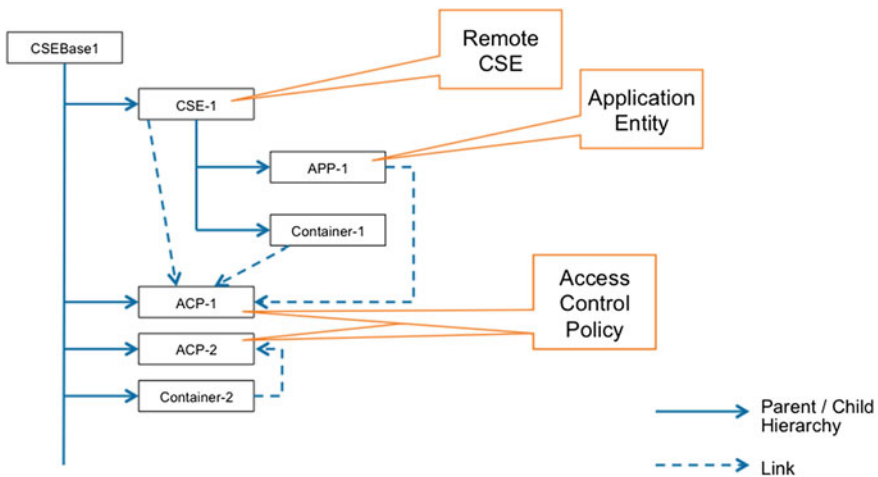 CSEBase1
Remote
CSE
CSE-1
Application
Entity
APP-1
Container-1
Access
Control
Policy
ACP-1
ACP-2
Container-2
Parent / Child
Hierarchy
Link